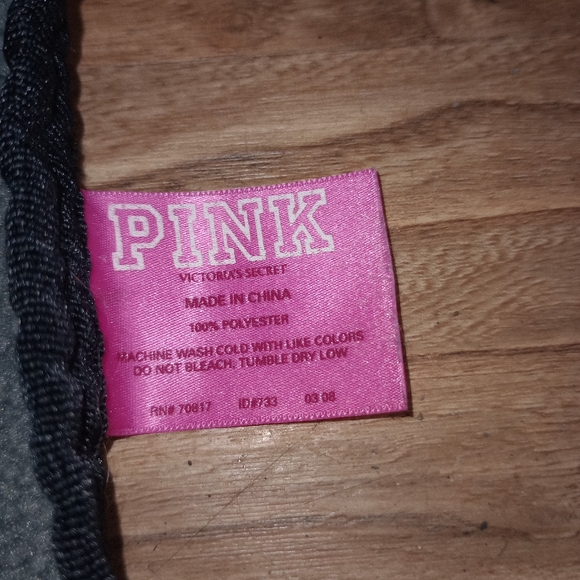 PINK
VICTORIA'S SECRET
MADE IN CHINA
100% POLYESTER
MACHINE WASH COLD WITH LIKE COLORS
DO NOT BLEACH, TUMBLE DRY LOW
RN# 70817 ID#733 03 08